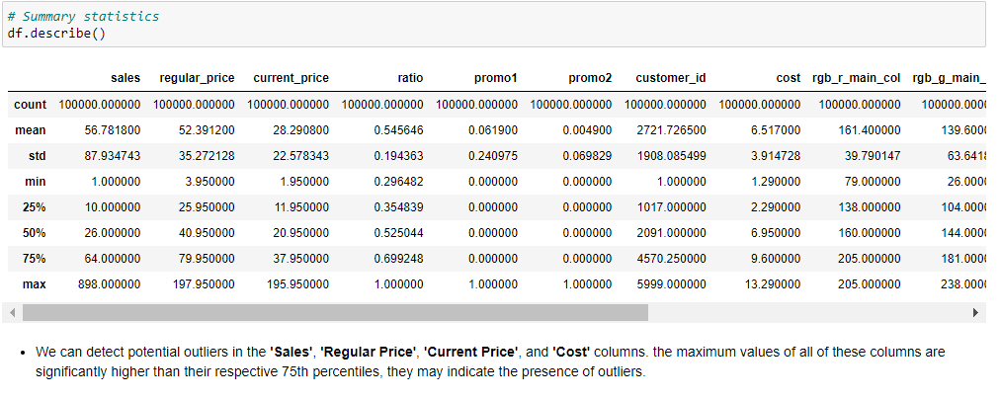 # Summary statistics
df.describe()
sales regular_price current_price ratio promo1 promo2 customer_id cost rgb_r_main_col rgb_g_main_
count 100000.000000 100000.000000 100000.000000 100000.000000 100000.000000 100000.000000 100000.000000 100000.000000 100000.000000 100000.000
mean 56.781800 52.391200 28.290800 0.545646 0.061900 0.004900 2721.726500 6.517000 161.400000 139.6000
std 87.934743 35.272128 22.578343 0.194363 0.240975 0.069829 1908.085499 3.914728 39.790147 63.641
min 1.000000 3.950000 1.950000 0.296482 0.000000 0.000000 1.000000 1.290000 79.000000 26.000
25% 10.000000 25.950000 11.950000 0.354839 0.000000 0.000000 1017.000000 2.290000 138.000000 104.000
50% 26.000000 40.950000 20.950000 0.525044 0.000000 0.000000 2091.000000 6.950000 160.000000 144.000
75% 64.000000 79.950000 37.950000 0.699248 0.000000 0.000000 4570.250000 9.600000 205.000000 181.000
max 898.000000 197.950000 195.950000 1.000000 1.000000 1.000000 5999.000000 13.290000 205.000000 238.000
• We can detect potential outliers in the 'Sales', 'Regular Price', 'Current Price', and 'Cost' columns. the maximum values of all of these columns are
significantly higher than their respective 75th percentiles, they may indicate the presence of outliers.